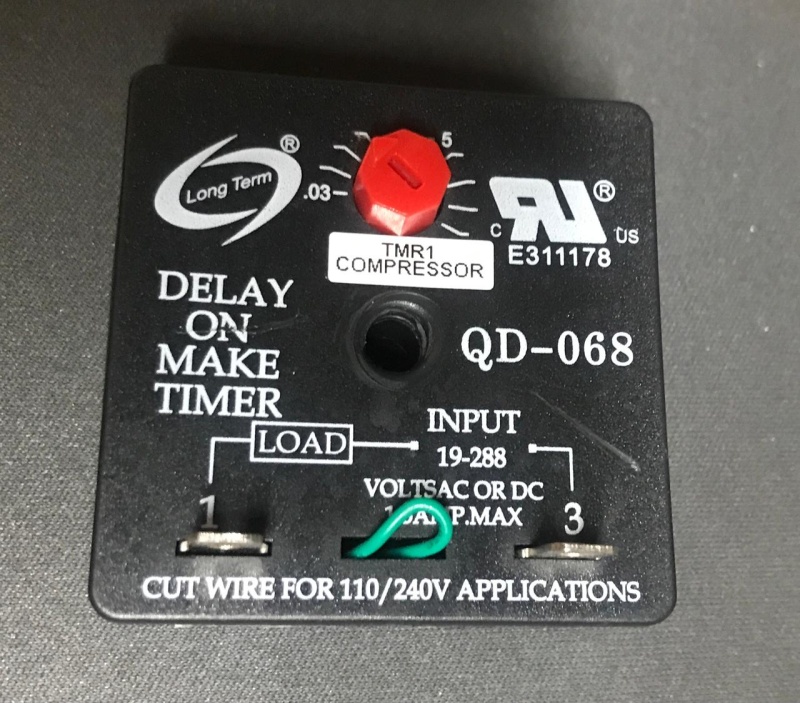 Long Term
®
.03
5
TMR1
COMPRESSOR
®
C US
E311178
DELAY
ON
MAKE
TIMER
QD-068
LOAD
INPUT
19-288
VOLTSAC OR DC
P.MAX
1
3
CUT WIRE FOR 110/240V APPLICATIONS